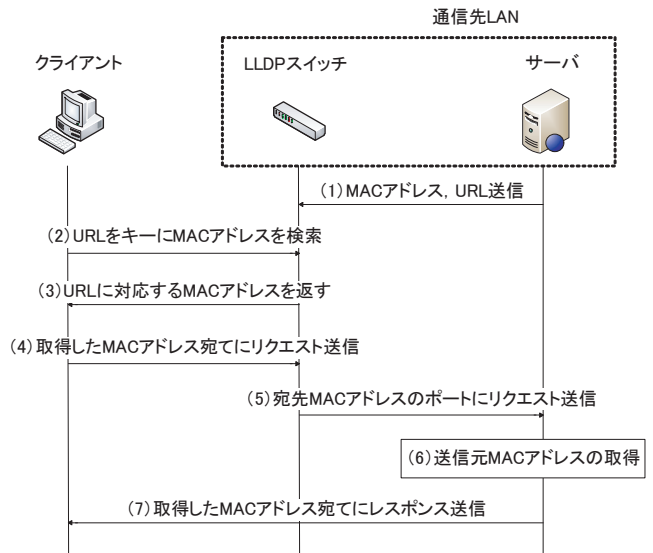 通信先LAN
クライアント
LLDPスイッチ
サーバ
(1)MACアドレス，URL送信
(2)URLをキーにMACアドレスを検索
(3)URLに対応するMACアドレスを返す
(4)取得したMACアドレス宛てにリクエスト送信
(5)宛先MACアドレスのポートにリクエスト送信
(6)送信元MACアドレスの取得
(7)取得したMACアドレス宛てにレスポンス送信